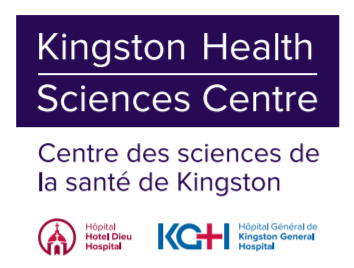 Kingston Health
Sciences Centre
Centre des sciences de
la santé de Kingston
Hôpital
Hotel Dieu
Hospital
KGH
Hôpital Général de
Kingston General
Hospital